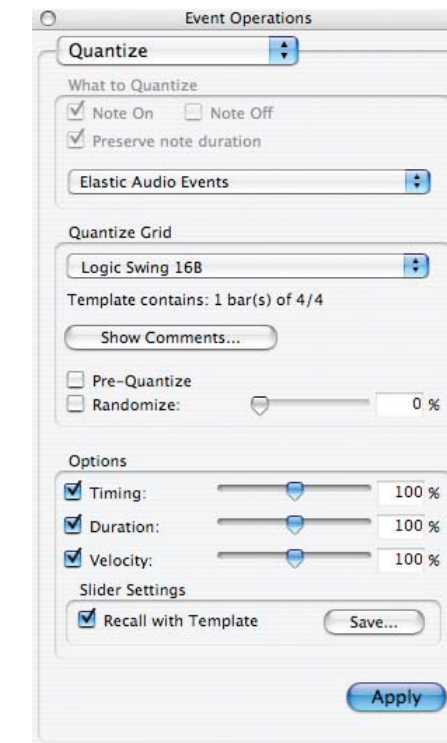 Event Operations
Quantize
What to Quantize
Note On Note Off
Preserve note duration
Elastic Audio Events
Quantize Grid
Logic Swing 16B
Template contains: 1 bar(s) of 4/4
Show Comments...
Pre-Quantize
Randomize: 0 %
Options
Timing: 100 %
Duration: 100 %
Velocity: 100 %
Slider Settings
Recall with Template Save...
Apply